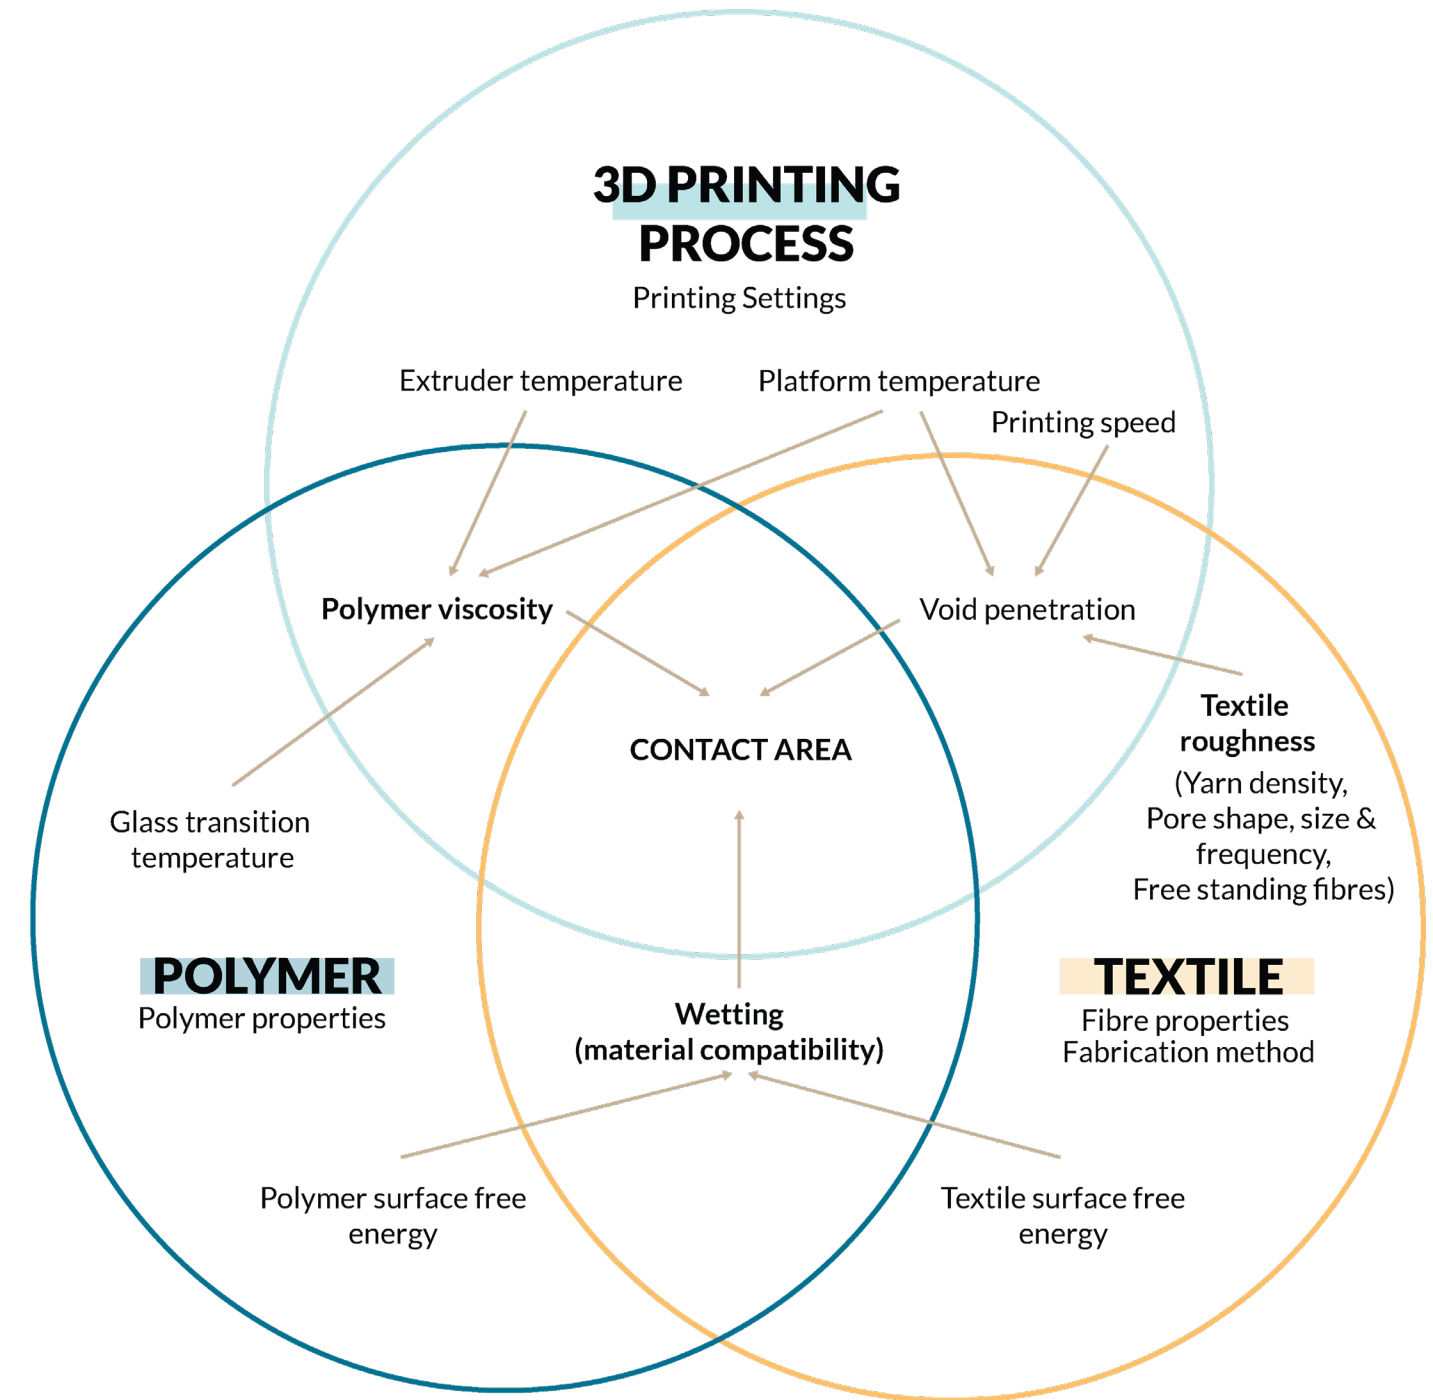 3D PRINTING
PROCESS
Printing Settings
Extruder temperature
Platform temperature
Printing speed
Polymer viscosity
Void penetration
CONTACT AREA
Textile
roughness
(Yarn density,
Pore shape, size &
frequency,
Free standing fibres)
Glass transition
temperature
POLYMER
Polymer properties
TEXTILE
Fibre properties
Fabrication method
Wetting
(material compatibility)
Polymer surface free
energy
Textile surface free
energy